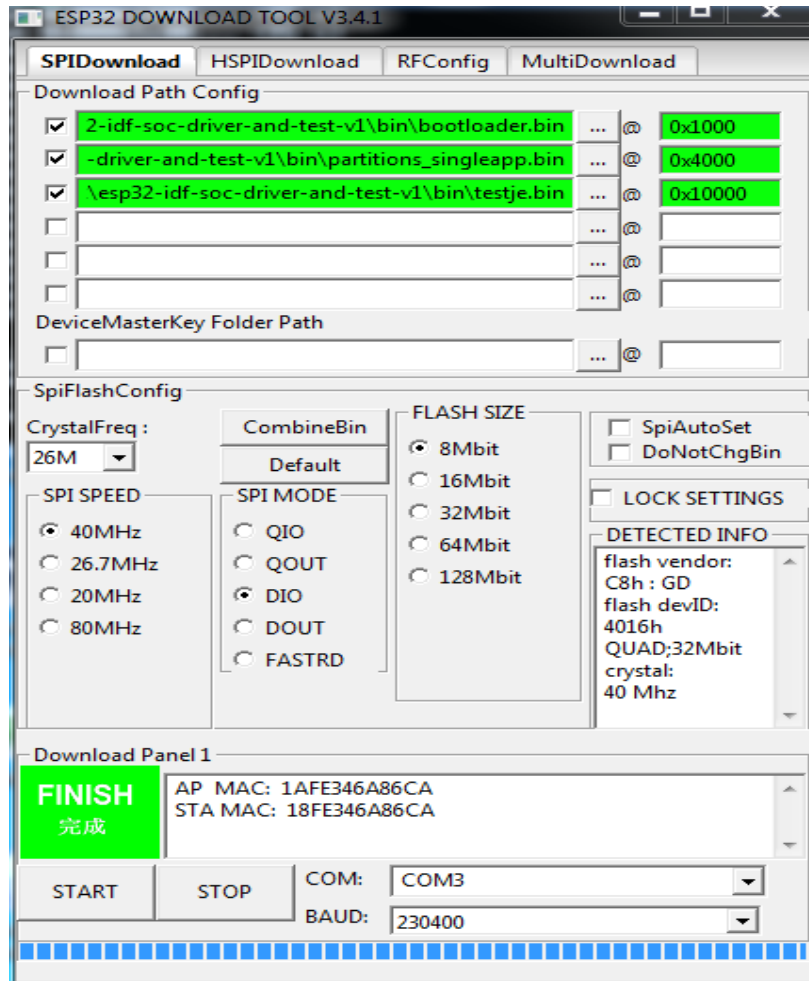 ESP32 DOWNLOAD TOOL V3.4.1
SPIDownload HSPIDownload RFConfig MultiDownload
Download Path Config
2-idf-soc-driver-and-test-v1\bin\bootloader.bin ... @ 0x1000
-driver-and-test-v1\bin\partitions_singleapp.bin ... @ 0x4000
\esp32-idf-soc-driver-and-test-v1\bin\testje.bin ... @ 0x10000
... @
... @
... @
DeviceMasterKey Folder Path
... @
SpiFlashConfig
CrystalFreq :
26M
CombineBin
Default
SPI SPEED
40MHz
26.7MHz
20MHz
80MHz
SPI MODE
QIO
QOUT
DIO
DOUT
FASTRD
FLASH SIZE
8Mbit
16Mbit
32Mbit
64Mbit
128Mbit
SpiAutoSet
DoNotChgBin
LOCK SETTINGS
DETECTED INFO
flash vendor:
C8h : GD
flash devID:
4016h
QUAD;32Mbit
crystal:
40 Mhz
Download Panel 1
FINISH
完成
AP MAC: 1AFE346A86CA
STA MAC: 18FE346A86CA
START STOP
COM: COM3
BAUD: 230400